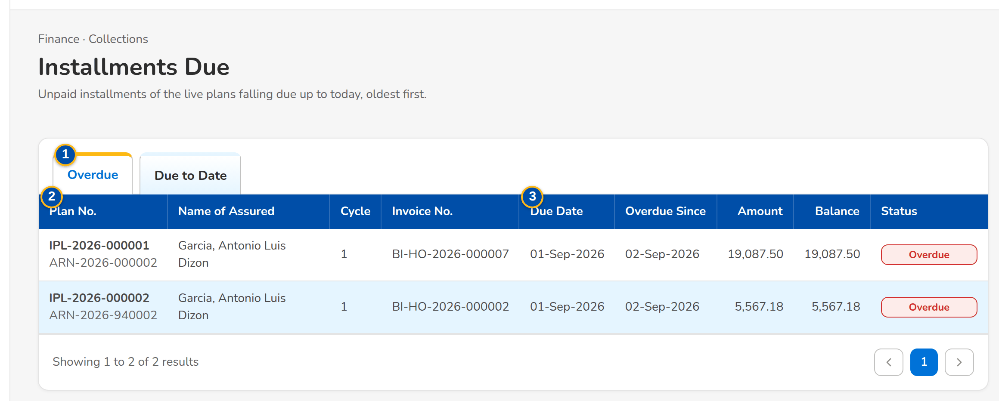 Finance · Collections
Installments Due
Unpaid installments of the live plans falling due up to today, oldest first.
1
Overdue
Due to Date
2
3
Plan No.
Name of Assured
Cycle
Invoice No.
Due Date
Overdue Since
Amount
Balance
Status
IPL-2026-000001
ARN-2026-000002
Garcia, Antonio Luis
Dizon
1
BI-HO-2026-000007
01-Sep-2026
02-Sep-2026
19,087.50
19,087.50
Overdue
IPL-2026-000002
ARN-2026-940002
Garcia, Antonio Luis
Dizon
1
BI-HO-2026-000002
01-Sep-2026
02-Sep-2026
5,567.18
5,567.18
Overdue
Showing 1 to 2 of 2 results
1